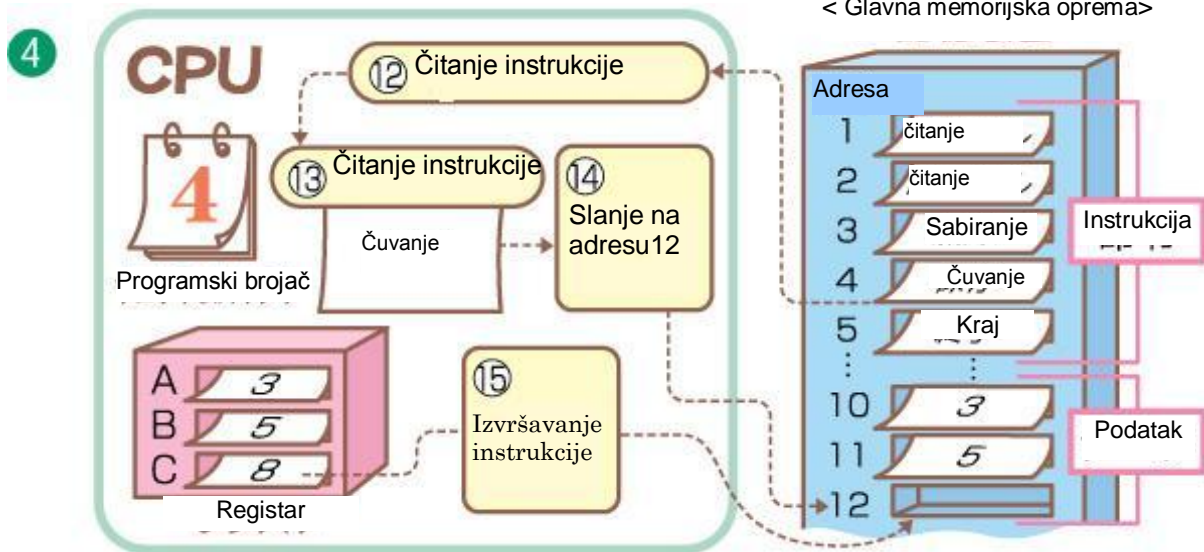 < Glavna memorijska oprema>
4
CPU
⑫ Čitanje instrukcije
4
Programski brojač
⑬ Čitanje instrukcije
Čuvanje
⑭
Slanje na
adresu12
A 3
B 5
C 8
Registar
⑮
Izvršavanje
instrukcije
Adresa
1 čitanje
2 čitanje
3 Sabiranje
4 Čuvanje
5 Kraj
10 3
11 5
12
Instrukcija
Podatak